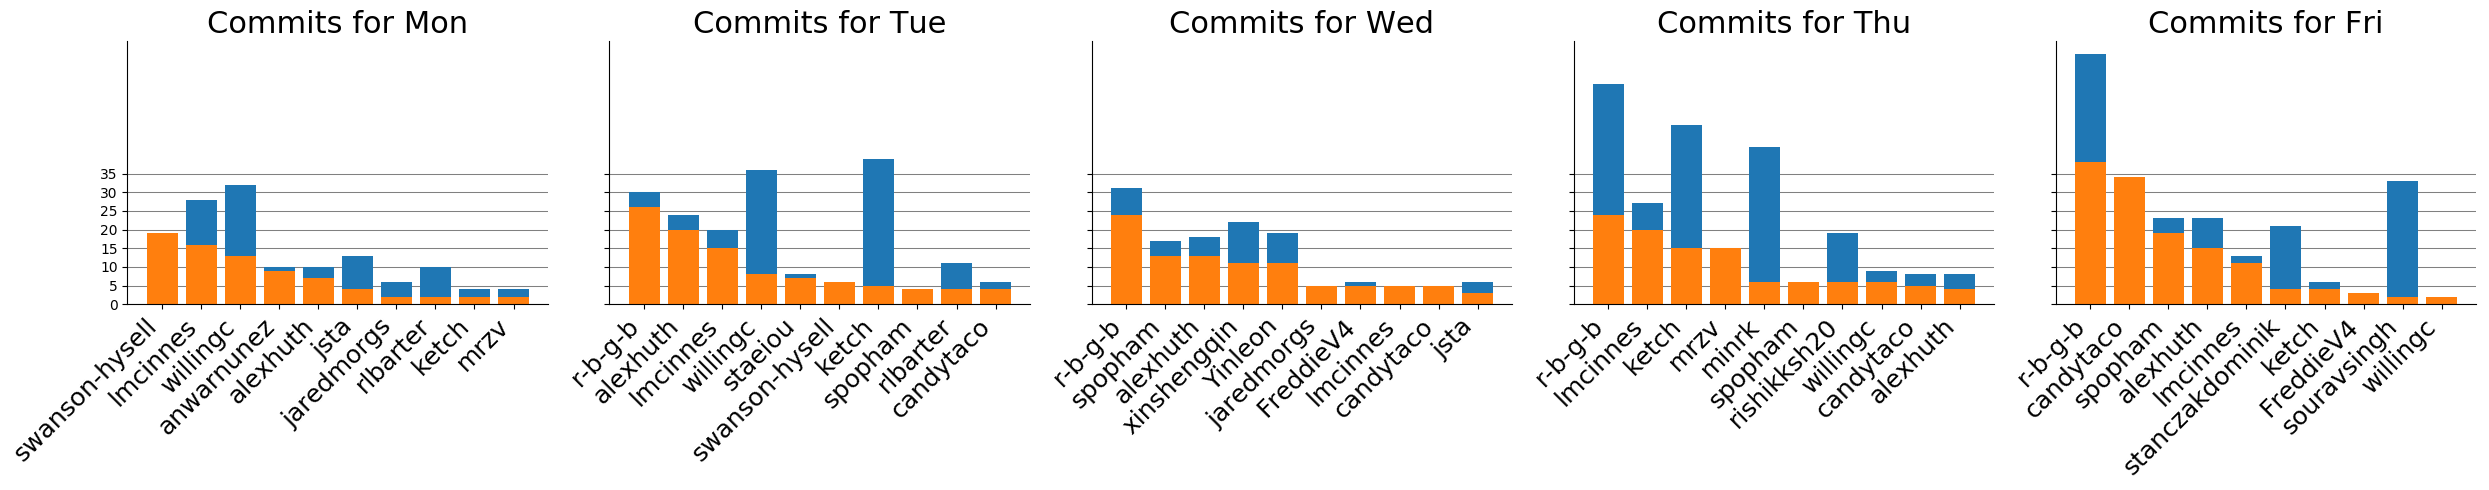 Commits for Mon
Commits for Tue
Commits for Wed
Commits for Thu
Commits for Fri
35
30
25
20
15
10
5
0
swanson-hysell
lmcinnes
willingc
anwarnunez
alexhuth
jsta
jaredmorgs
rlbarter
ketch
mrzv
r-b-g-b
alexhuth
lmcinnes
willingc
staeiou
swanson-hysell
ketch
spopham
rlbarter
candytaco
r-b-g-b
spopham
alexhuth
xinshengqin
Yinleon
jaredmorgs
FreddieV4
lmcinnes
candytaco
jsta
r-b-g-b
lmcinnes
ketch
mrzv
minrk
spopham
rishikksh20
willingc
candytaco
alexhuth
r-b-g-b
candytaco
spopham
alexhuth
lmcinnes
stanczakdominik
ketch
FreddieV4
souravsingh
willingc